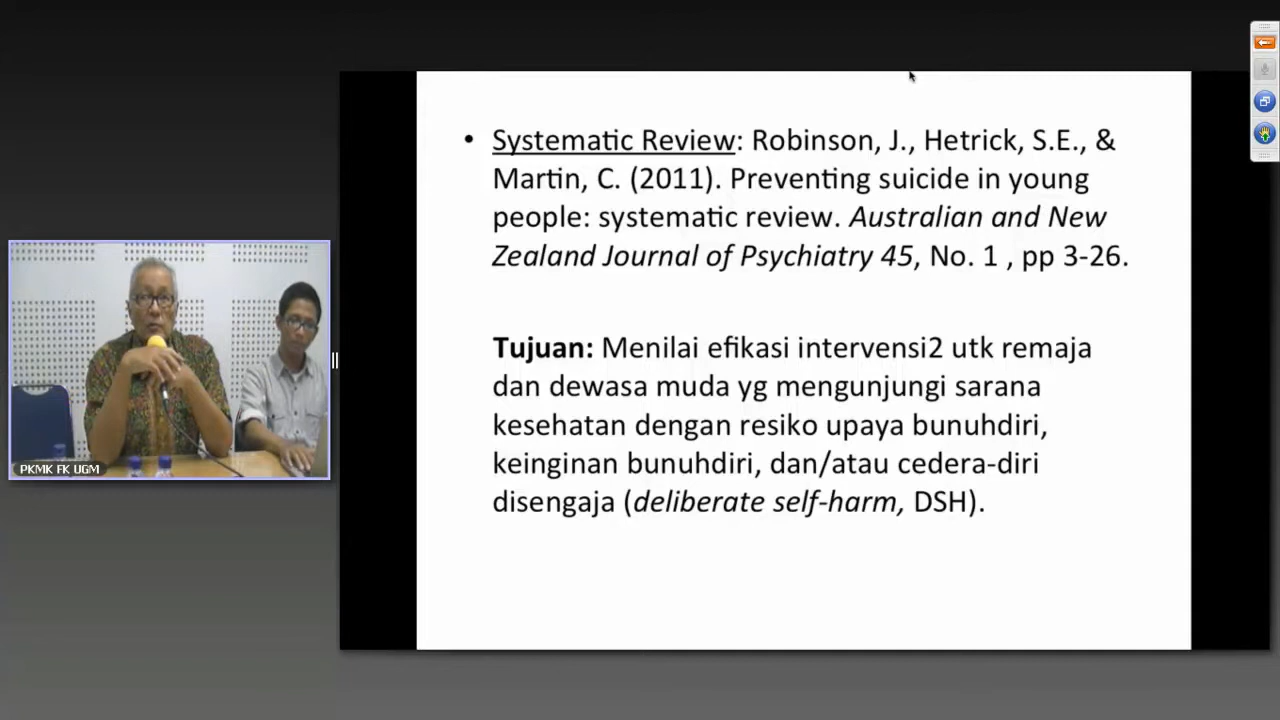 • Systematic Review: Robinson, J., Hetrick, S.E., &
Martin, C. (2011). Preventing suicide in young
people: systematic review. Australian and New
Zealand Journal of Psychiatry 45, No. 1 , pp 3-26.
Tujuan: Menilai efikasi intervensi2 utk remaja
dan dewasa muda yg mengunjungi sarana
kesehatan dengan resiko upaya bunuhdiri,
keinginan bunuhdiri, dan/atau cedera-diri
disengaja (deliberate self-harm, DSH).
PKMK FK UGM